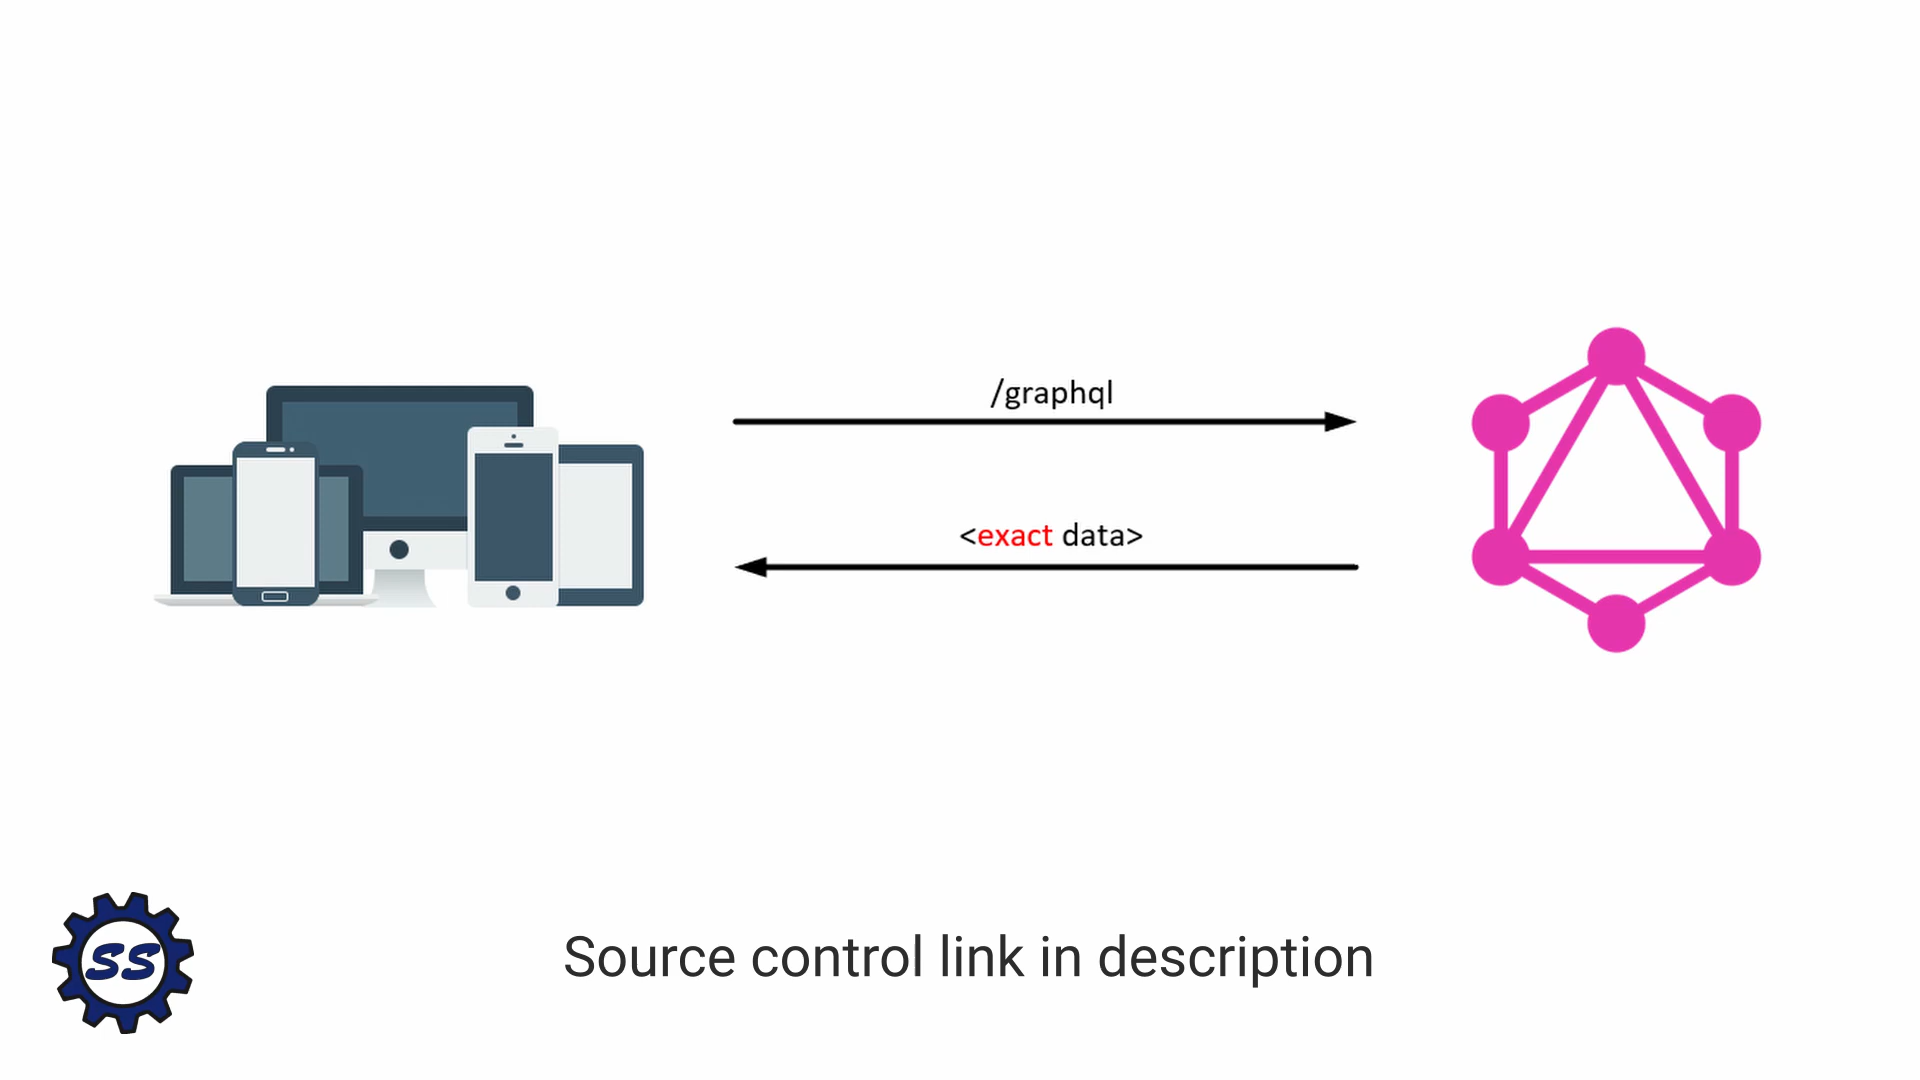 /graphql
<exact data>
SS
Source control link in description